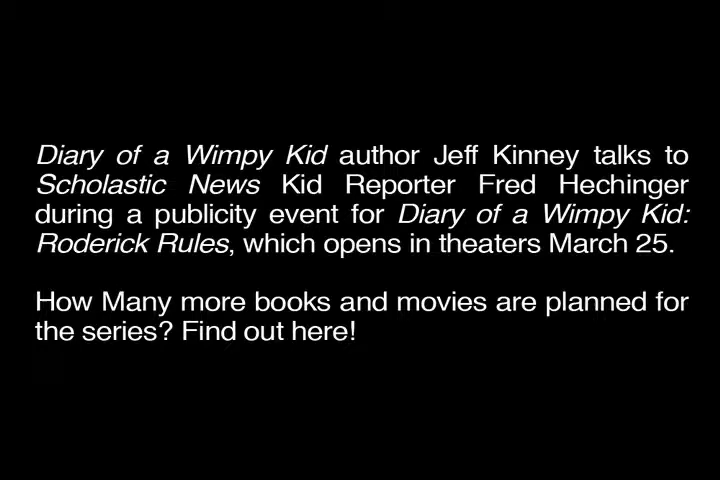 Diary of a Wimpy Kid author Jeff Kinney talks to
Scholastic News Kid Reporter Fred Hechinger
during a publicity event for Diary of a Wimpy Kid:
Roderick Rules, which opens in theaters March 25.
How Many more books and movies are planned for
the series? Find out here!